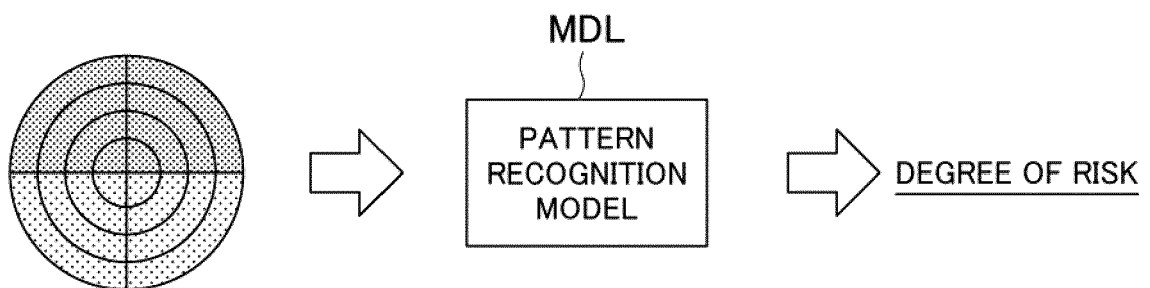 MDL
PATTERN
RECOGNITION
MODEL
DEGREE OF RISK